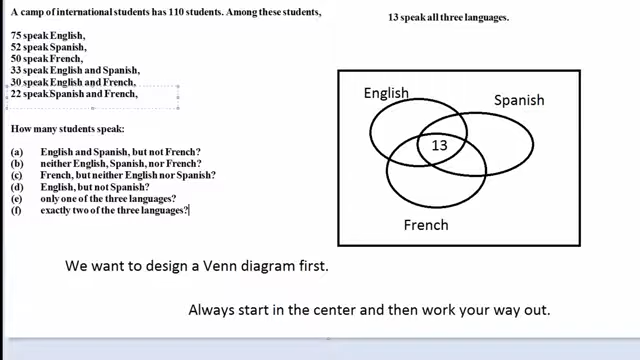 A camp of international students has 110 students. Among these students,
13 speak all three languages.
75 speak English,
52 speak Spanish,
50 speak French,
33 speak English and Spanish,
30 speak English and French,
22 speak Spanish and French,
How many students speak:
(a) English and Spanish, but not French?
(b) neither English, Spanish, nor French?
(c) French, but neither English nor Spanish?
(d) English, but not Spanish?
(e) only one of the three languages?
(f) exactly two of the three languages?
English
Spanish
13
French
We want to design a Venn diagram first.
Always start in the center and then work your way out.